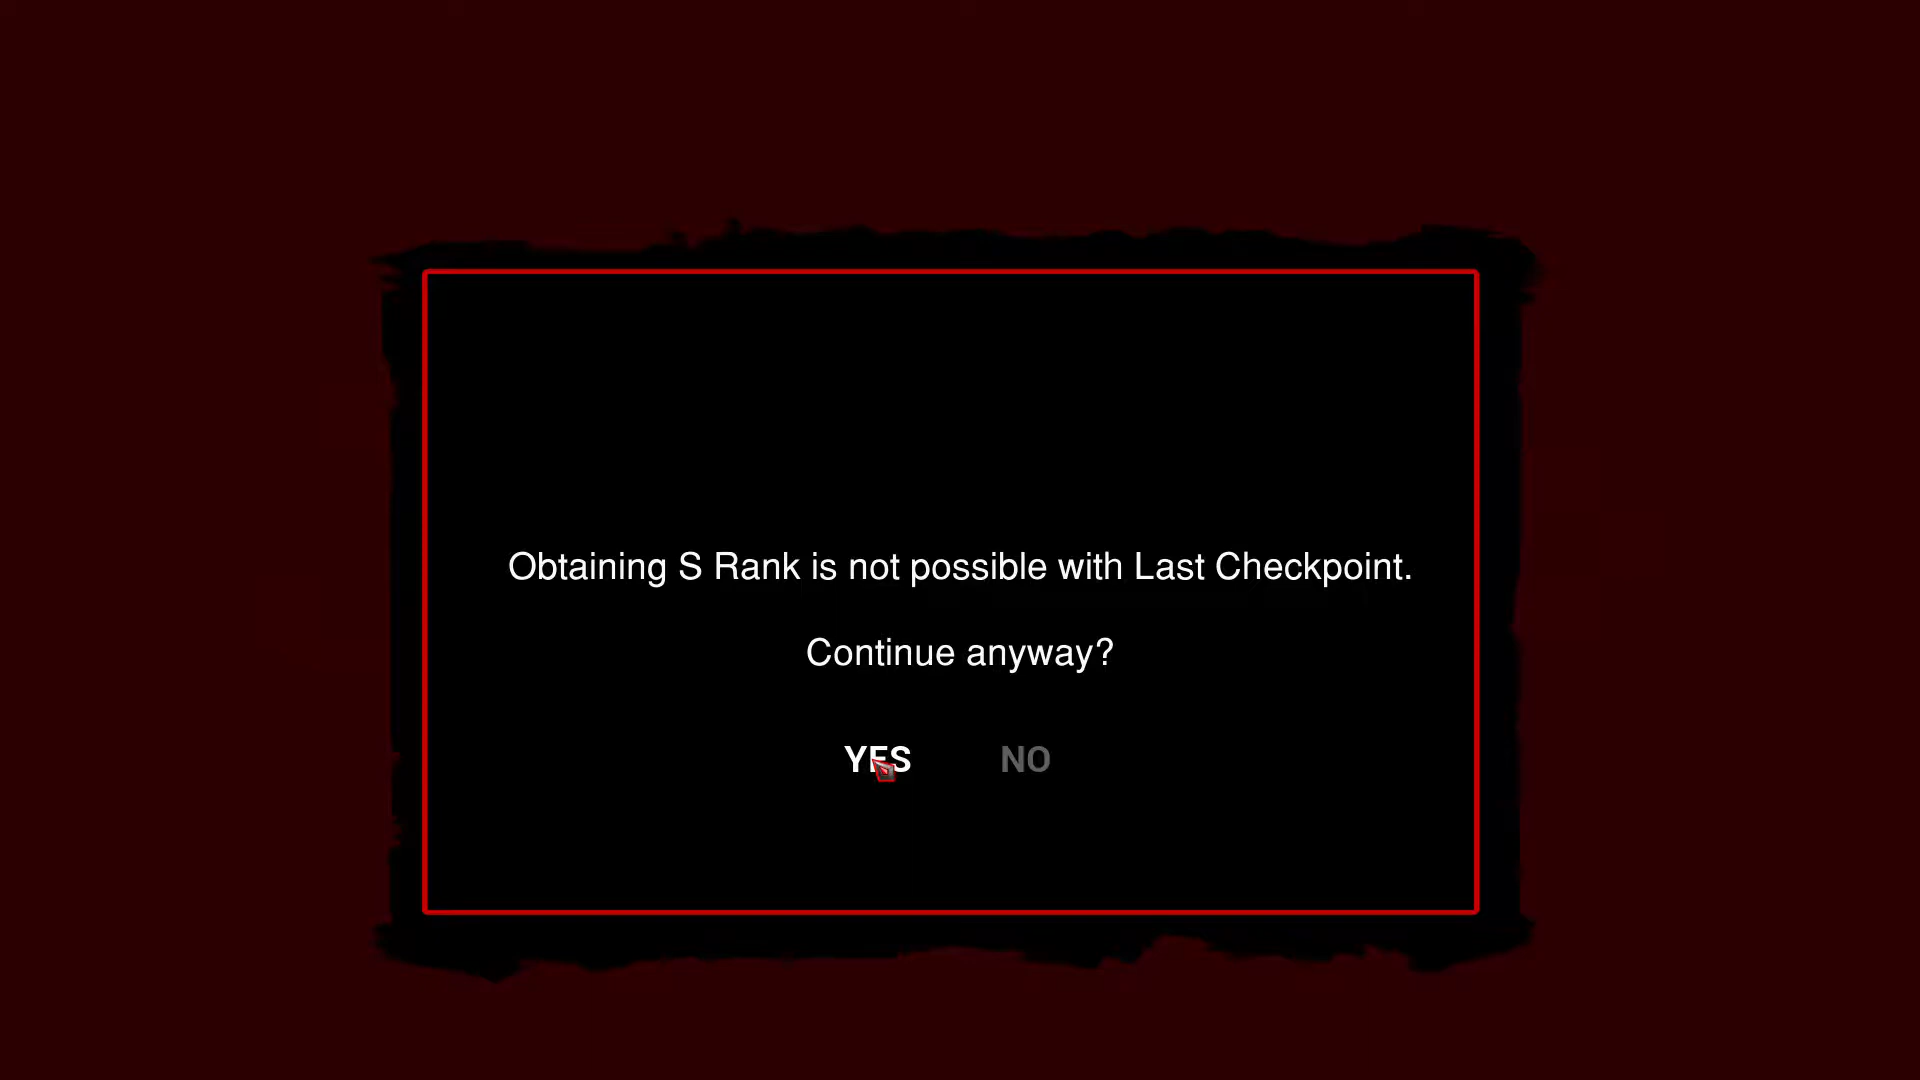 Obtaining S Rank is not possible with Last Checkpoint.
Continue anyway?
YES NO